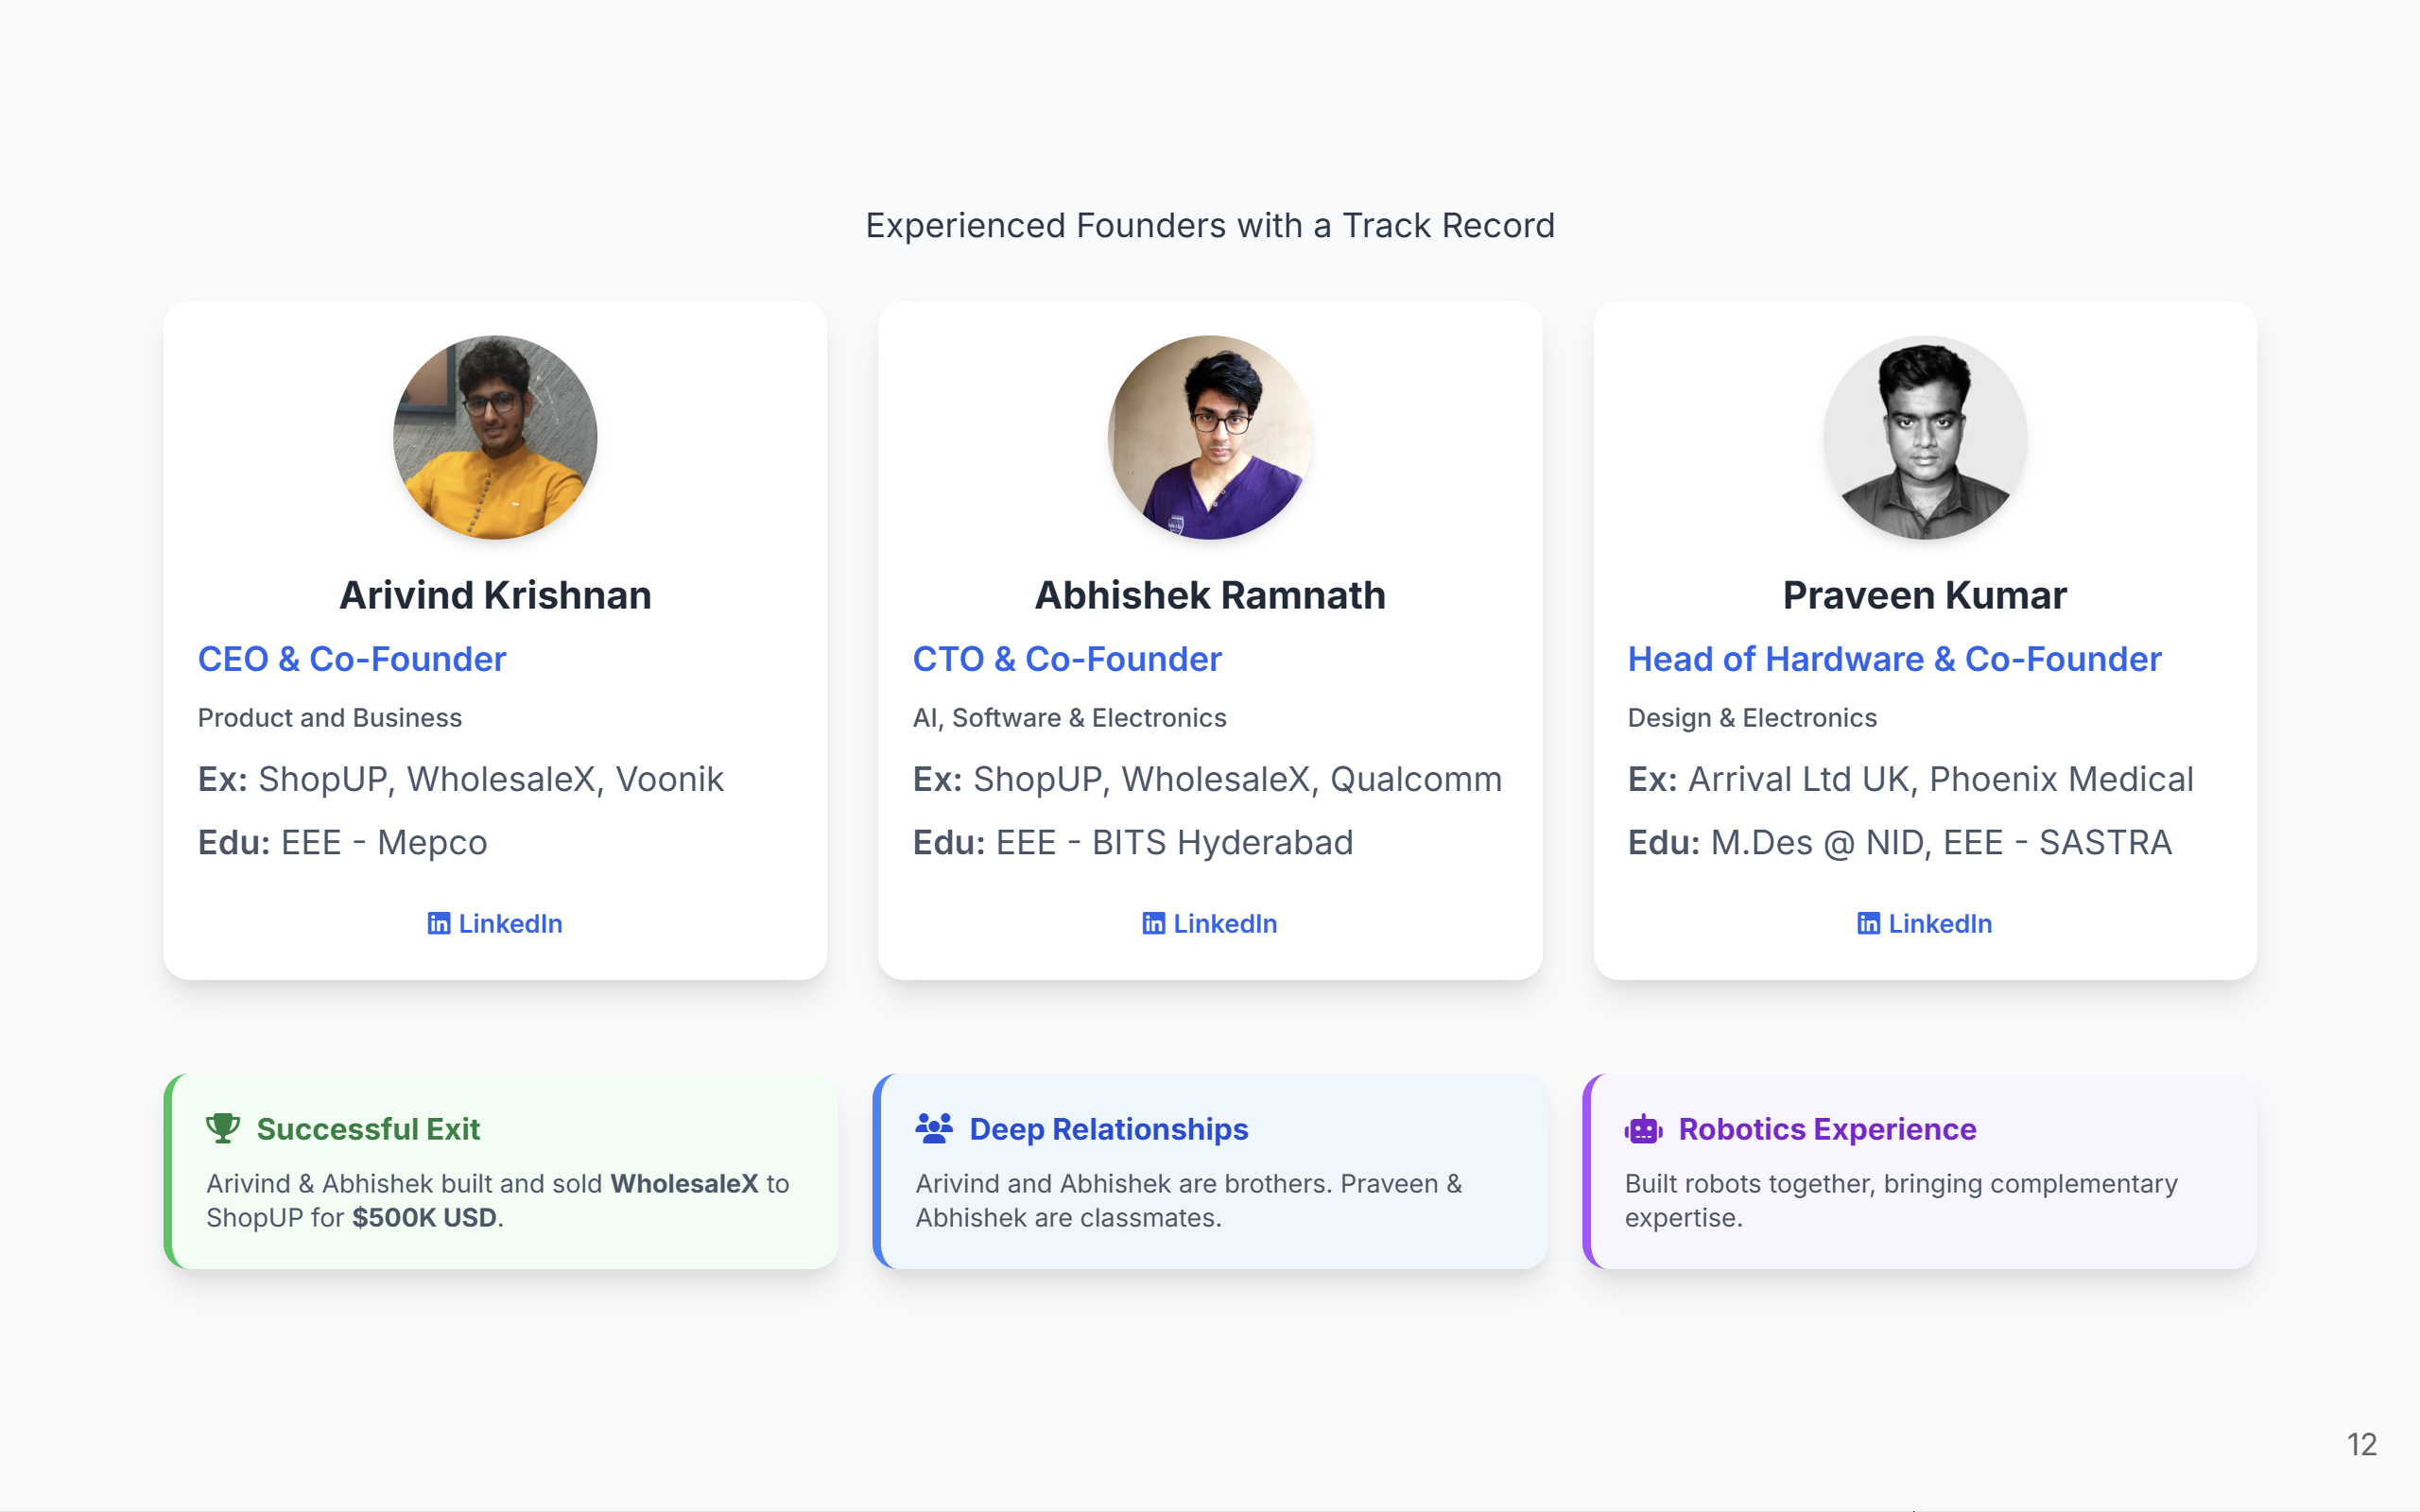 Experienced Founders with a Track Record
Arivind Krishnan
CEO & Co-Founder
Product and Business
Ex: ShopUP, WholesaleX, Voonik
Edu: EEE - Mepco
LinkedIn
Abhishek Ramnath
CTO & Co-Founder
AI, Software & Electronics
Ex: ShopUP, WholesaleX, Qualcomm
Edu: EEE - BITS Hyderabad
LinkedIn
Praveen Kumar
Head of Hardware & Co-Founder
Design & Electronics
Ex: Arrival Ltd UK, Phoenix Medical
Edu: M.Des @ NID, EEE - SASTRA
LinkedIn
Successful Exit
Arivind & Abhishek built and sold WholesaleX to
ShopUP for $500K USD.
Deep Relationships
Arivind and Abhishek are brothers. Praveen &
Abhishek are classmates.
Robotics Experience
Built robots together, bringing complementary
expertise.
12